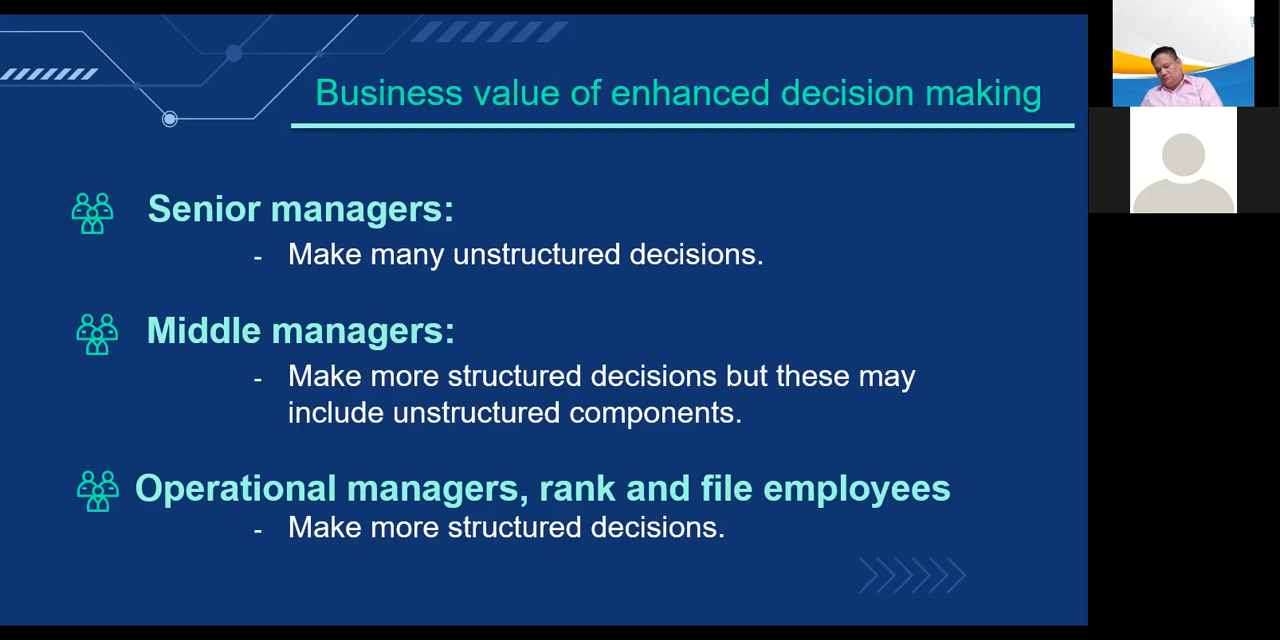 Business value of enhanced decision making
Senior managers:
- Make many unstructured decisions.
Middle managers:
- Make more structured decisions but these may
include unstructured components.
Operational managers, rank and file employees
- Make more structured decisions.